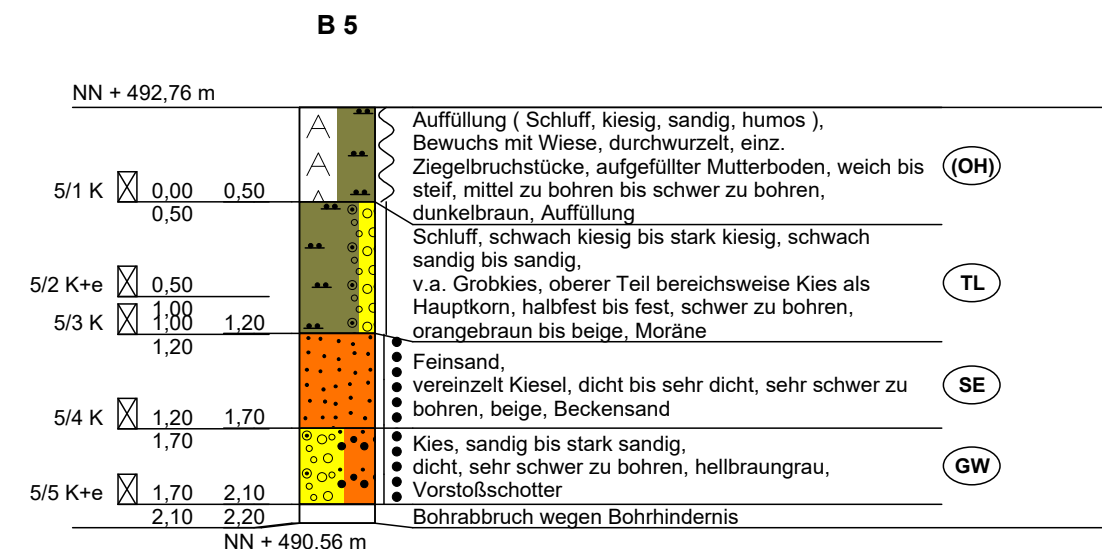 B 5
NN + 492,76 m
Auffüllung ( Schluff, kiesig, sandig, humos ),
Bewuchs mit Wiese, durchwurzelt, einz.
Ziegelbruchstücke, aufgefüllter Mutterboden, weich bis
steif, mittel zu bohren bis schwer zu bohren,
dunkelbraun, Auffüllung
(OH)
5/1 K 0,00 0,50
0,50
Schluff, schwach kiesig bis stark kiesig, schwach
sandig bis sandig,
v.a. Grobkies, oberer Teil bereichsweise Kies als
Hauptkorn, halbfest bis fest, schwer zu bohren,
orangebraun bis beige, Moräne
TL
5/2 K+e 0,50
1,00
5/3 K 1,00 1,20
1,20
Feinsand,
vereinzelt Kiesel, dicht bis sehr dicht, sehr schwer zu
bohren, beige, Beckensand
SE
5/4 K 1,20 1,70
1,70
Kies, sandig bis stark sandig,
dicht, sehr schwer zu bohren, hellbraungrau,
Vorstoßschotter
GW
5/5 K+e 1,70 2,10
2,10 2,20
Bohrabbruch wegen Bohrhindernis
NN + 490,56 m